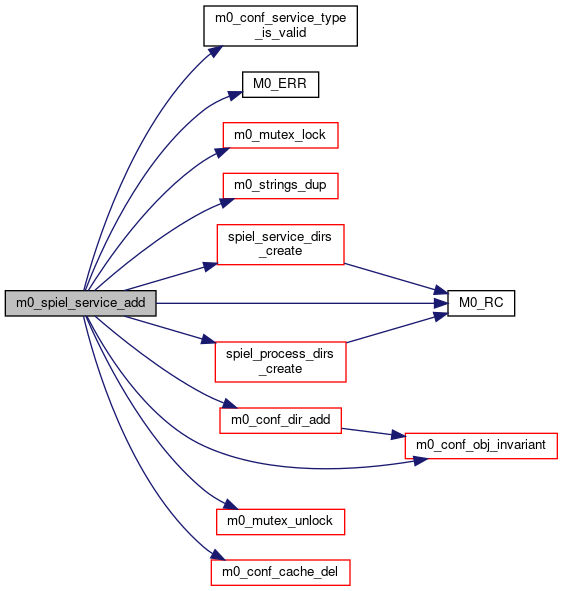 m0_conf_service_type
_is_valid
M0_ERR
m0_mutex_lock
m0_strings_dup
spiel_service_dirs
_create
m0_spiel_service_add
M0_RC
spiel_process_dirs
_create
m0_conf_dir_add
m0_conf_obj_invariant
m0_mutex_unlock
m0_conf_cache_del